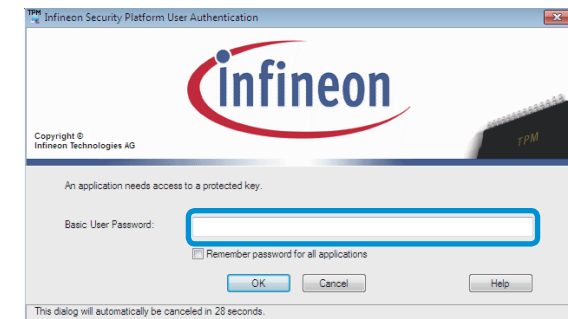 TPM Infineon Security Platform User Authentication
infineon
Copyright ©
Infineon Technologies AG
TPM
An application needs access to a protected key.
Basic User Password:
Remember password for all applications
OK Cancel Help
This dialog will automatically be canceled in 28 seconds.